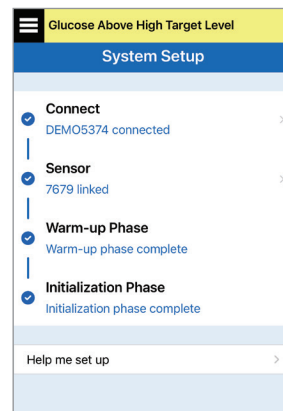 Glucose Above High Target Level
System Setup
Connect
DEMO5374 connected
Sensor
7679 linked
Warm-up Phase
Warm-up phase complete
Initialization Phase
Initialization phase complete
Help me set up